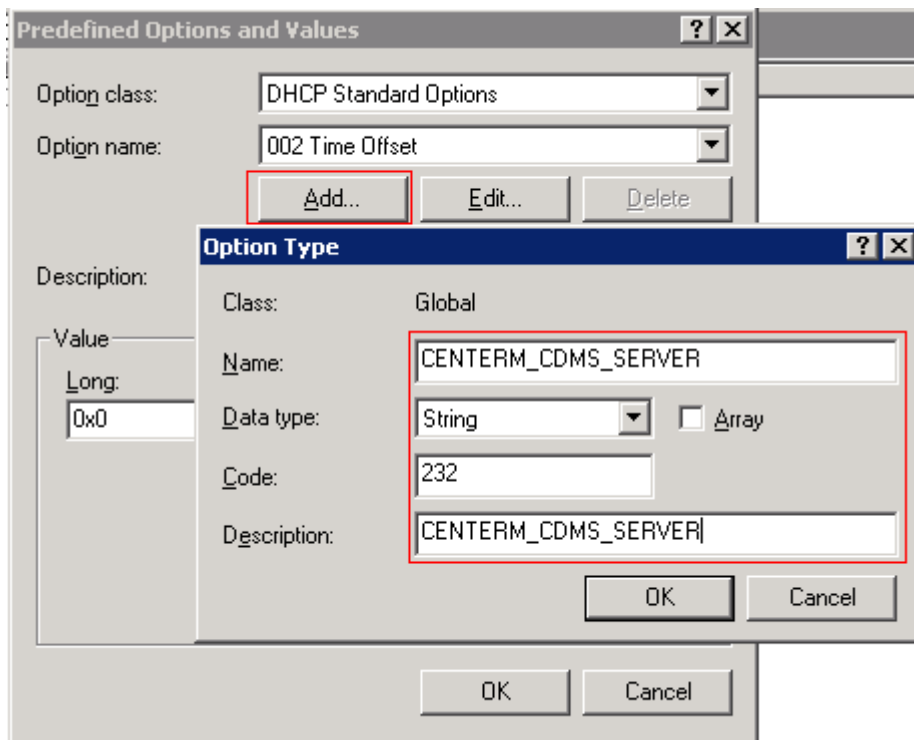 Predefined Options and Values
Option class:
DHCP Standard Options
Option name:
002 Time Offset
Add...
Edit...
Delete
Option Type
Description:
Class:
Global
Value
Name:
CENTERM_CDMS_SERVER
Long:
0x0
Data type:
String
Array
Code:
232
Description:
CENTERM_CDMS_SERVER
OK
Cancel
OK
Cancel